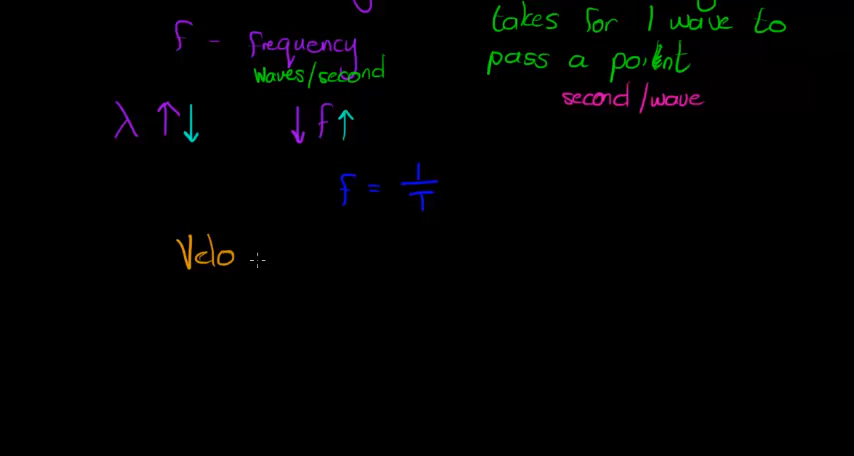 f - frequency
waves/second
λ ↑ ↓ ↓ f ↑
f = 1/T
Velo
takes for 1 wave to
pass a point
second/wave